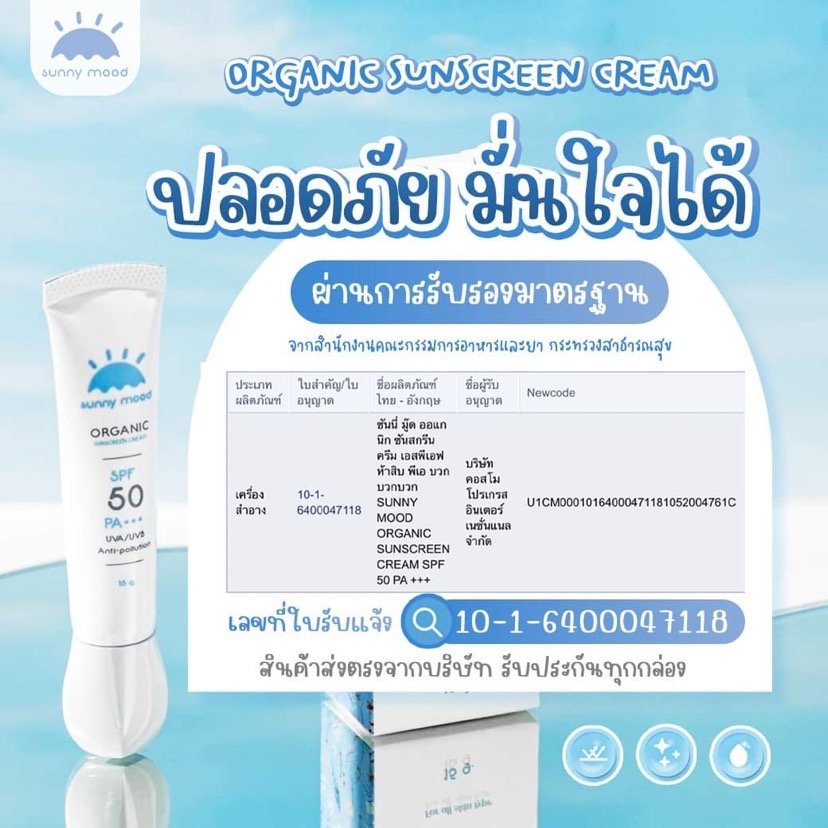 sunny mood
ORGANIC SUNSCREEN CREAM
ปลอดภัย มั่นใจได้
ผ่านการรับรองมาตรฐาน
จากสำนักงานคณะกรรมการอาหารและยา กระทรวงสาธารณสุข
ประเภท
ผลิตภัณฑ์
ใบสำคัญ/ใบ
อนุญาต
ชื่อผลิตภัณฑ์
ไทย - อังกฤษ
ชื่อผู้รับ
อนุญาต
Newcode
เครื่อง
สำอาง
10-1-
6400047118
ซันนี่ มู๊ด ออแก
นิก ซันสกรีน
ครีม เอสพีเอฟ
ห้าสิบ พีเอ บวก
บวกบวก
SUNNY
MOOD
ORGANIC
SUNSCREEN
CREAM SPF
50 PA +++
บริษัท
คอสโม
โปรเกรส
อินเตอร์
เนชั่นแนล
จำกัด
U1CM00010164000471181052004761C
เลขที่ใบรับแจ้ง 10-1-6400047118
สินค้าส่งตรงจากบริษัท รับประกันทุกกล่อง
sunny mood
ORGANIC
SUNSCREEN CREAM
SPF
50
PA+++
UVA/UVB
Anti-pollution
15 g
15 g.
For all skin type